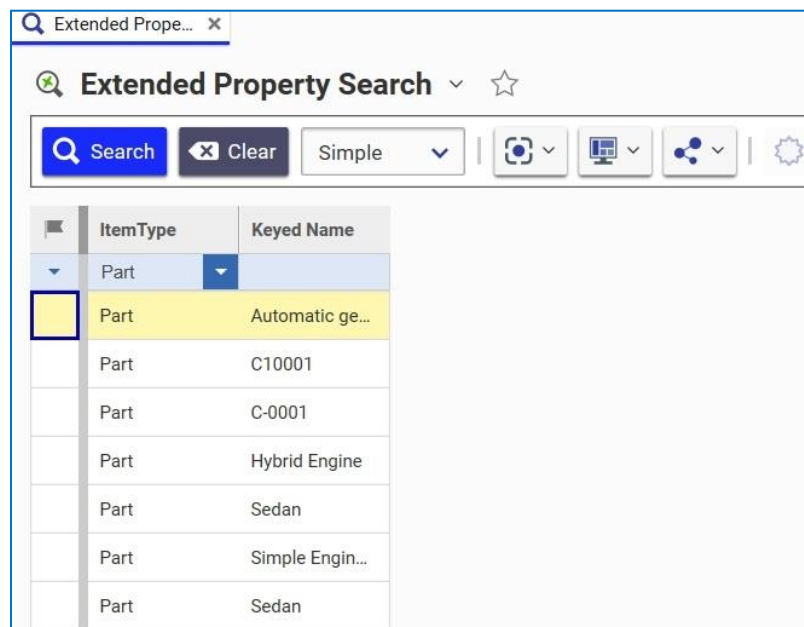 Extended Prope...
Extended Property Search
Search Clear Simple
ItemType Keyed Name
Part
Part Automatic ge...
Part C10001
Part C-0001
Part Hybrid Engine
Part Sedan
Part Simple Engin...
Part Sedan